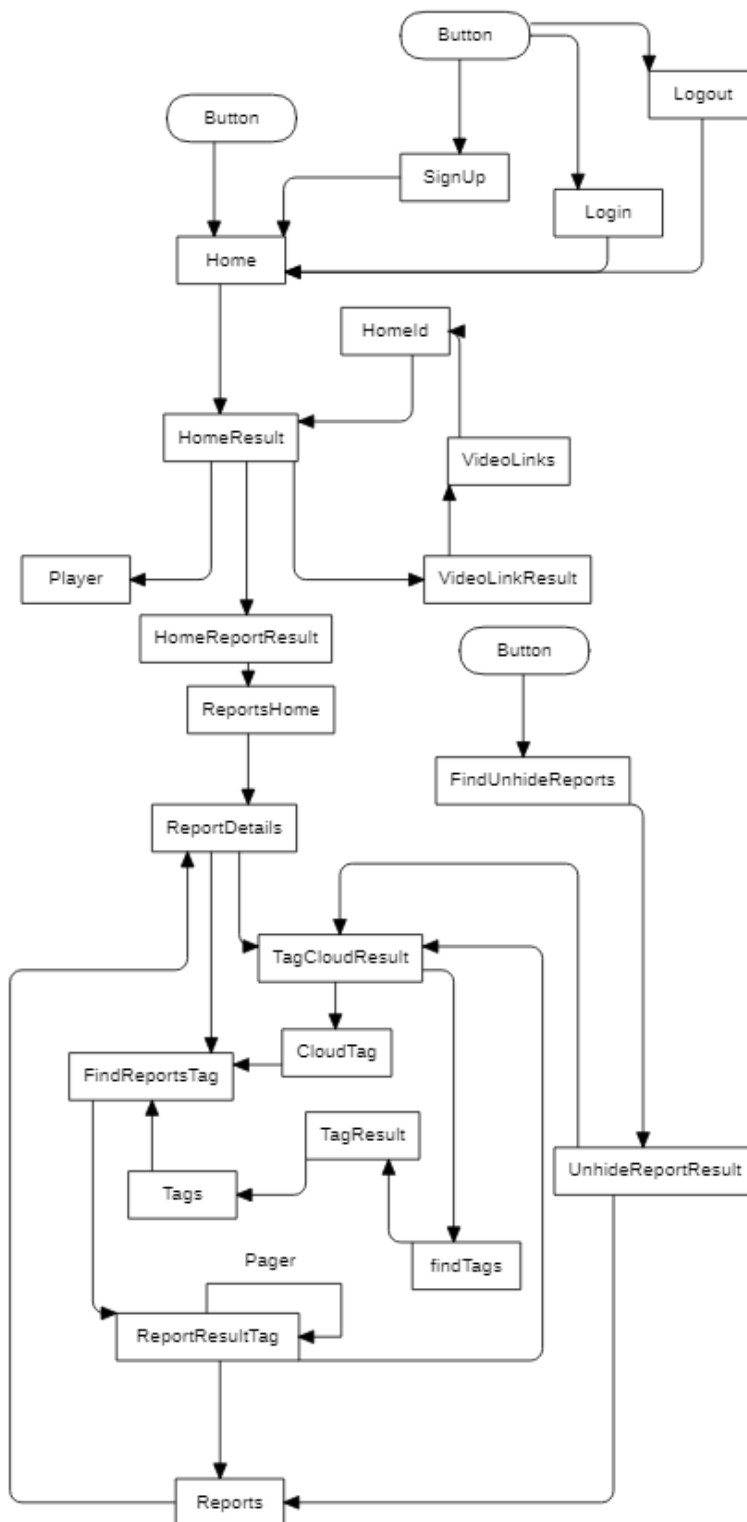 Button
Logout
Button
SignUp
Login
Home
HomeId
HomeResult
VideoLinks
Player
VideoLinkResult
HomeReportResult
Button
ReportsHome
FindUnhideReports
ReportDetails
TagCloudResult
CloudTag
FindReportsTag
TagResult
UnhideReportResult
Tags
findTags
Pager
ReportResultTag
Reports